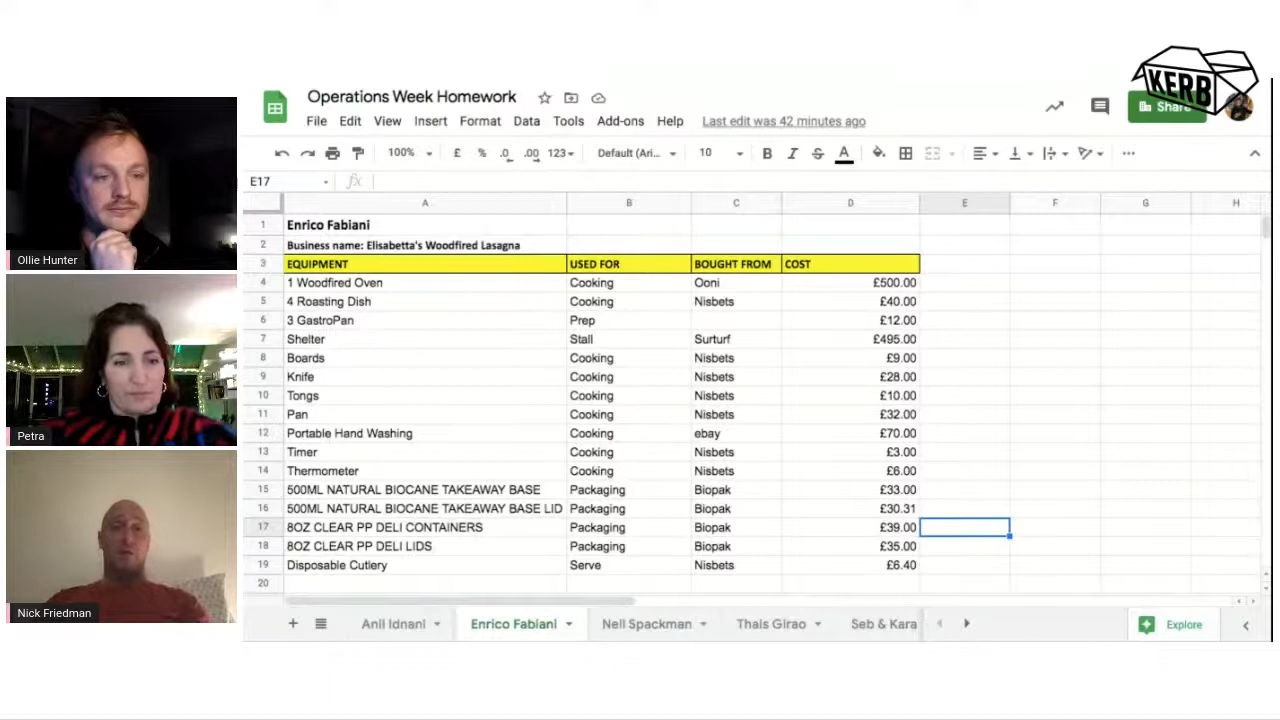 KERB
Operations Week Homework
Share
File Edit View Insert Format Data Tools Add-ons Help Last edit was 42 minutes ago
100% £ % .0 .00 123 Default (Ari... 10 B I S A
E17 fx
A B C D E F G H
1 Enrico Fabiani
2 Business name: Elisabetta's Woodfired Lasagna
3 EQUIPMENT USED FOR BOUGHT FROM COST
4 1 Woodfired Oven Cooking Ooni £500.00
5 4 Roasting Dish Cooking Nisbets £40.00
6 3 GastroPan Prep £12.00
7 Shelter Stall Surturf £495.00
8 Boards Cooking Nisbets £9.00
9 Knife Cooking Nisbets £28.00
10 Tongs Cooking Nisbets £10.00
11 Pan Cooking Nisbets £32.00
12 Portable Hand Washing Cooking ebay £70.00
13 Timer Cooking Nisbets £3.00
14 Thermometer Cooking Nisbets £6.00
15 500ML NATURAL BIOCANE TAKEAWAY BASE Packaging Biopak £33.00
16 500ML NATURAL BIOCANE TAKEAWAY BASE LID Packaging Biopak £30.31
17 8OZ CLEAR PP DELI CONTAINERS Packaging Biopak £39.00
18 8OZ CLEAR PP DELI LIDS Packaging Biopak £35.00
19 Disposable Cutlery Serve Nisbets £6.40
20
Anil Idnani Enrico Fabiani Nell Spackman Thais Girao Seb & Kara Explore
Ollie Hunter
Petra
Nick Friedman